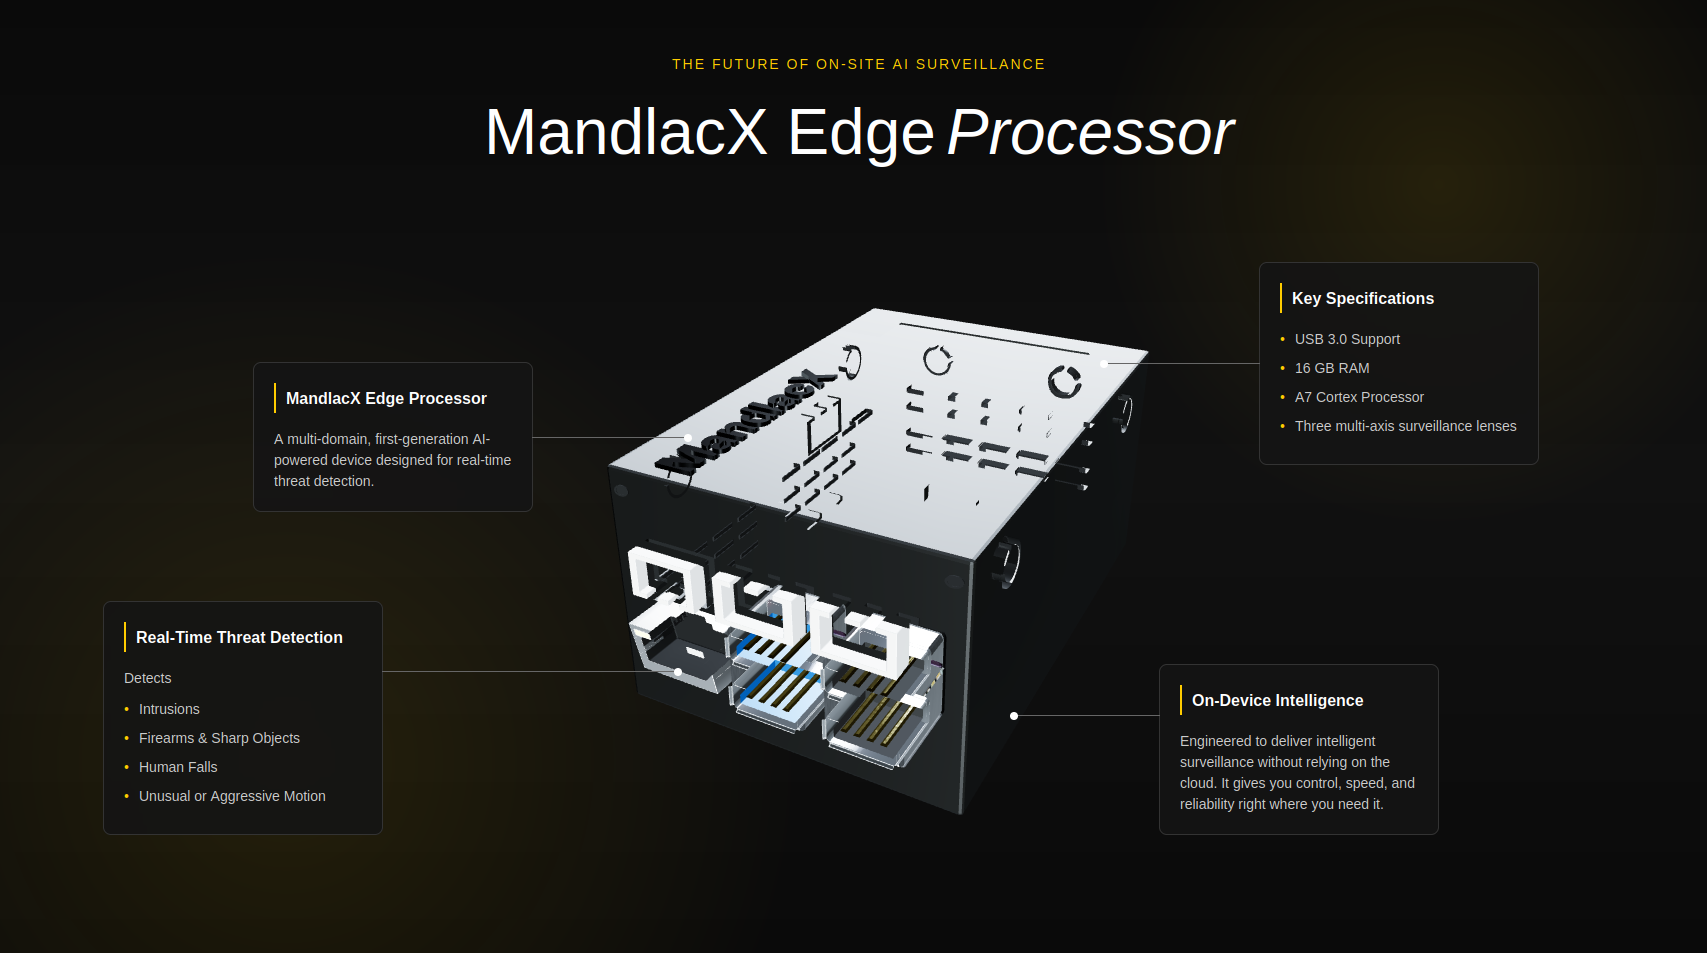 THE FUTURE OF ON-SITE AI SURVEILLANCE
MandlacX Edge Processor
Key Specifications
• USB 3.0 Support
• 16 GB RAM
• A7 Cortex Processor
• Three multi-axis surveillance lenses
MandlacX Edge Processor
A multi-domain, first-generation AI-
powered device designed for real-time
threat detection.
MandlacX
Real-Time Threat Detection
Detects
• Intrusions
• Firearms & Sharp Objects
• Human Falls
• Unusual or Aggressive Motion
On-Device Intelligence
Engineered to deliver intelligent
surveillance without relying on the
cloud. It gives you control, speed, and
reliability right where you need it.